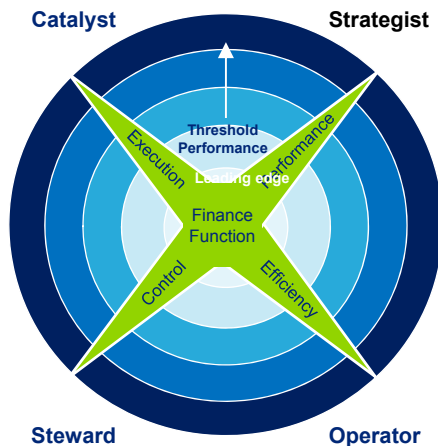 Catalyst
Strategist
Threshold
Performance
Execution
Performance
Leading edge
Finance
Function
Control
Efficiency
Steward
Operator